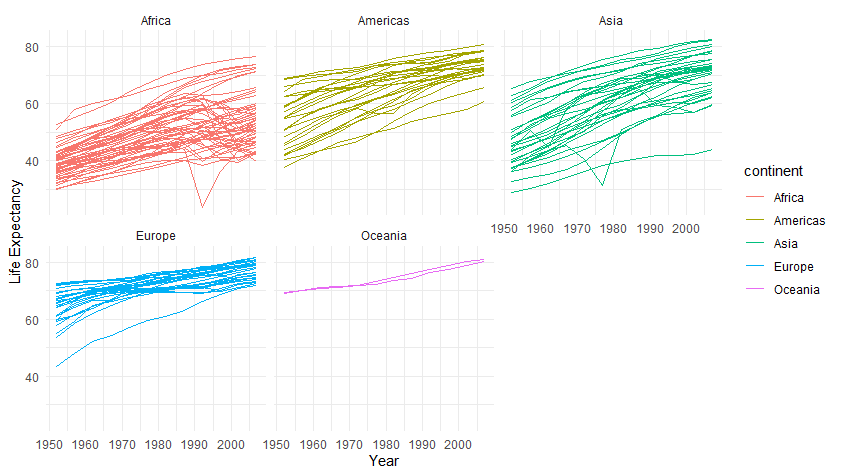 Africa
Americas
Asia
80
60
40
1950 1960 1970 1980 1990 2000
Life Expectancy
continent
Africa
Americas
Asia
Europe
Oceania
Europe
Oceania
80
60
40
1950 1960 1970 1980 1990 2000
1950 1960 1970 1980 1990 2000
Year